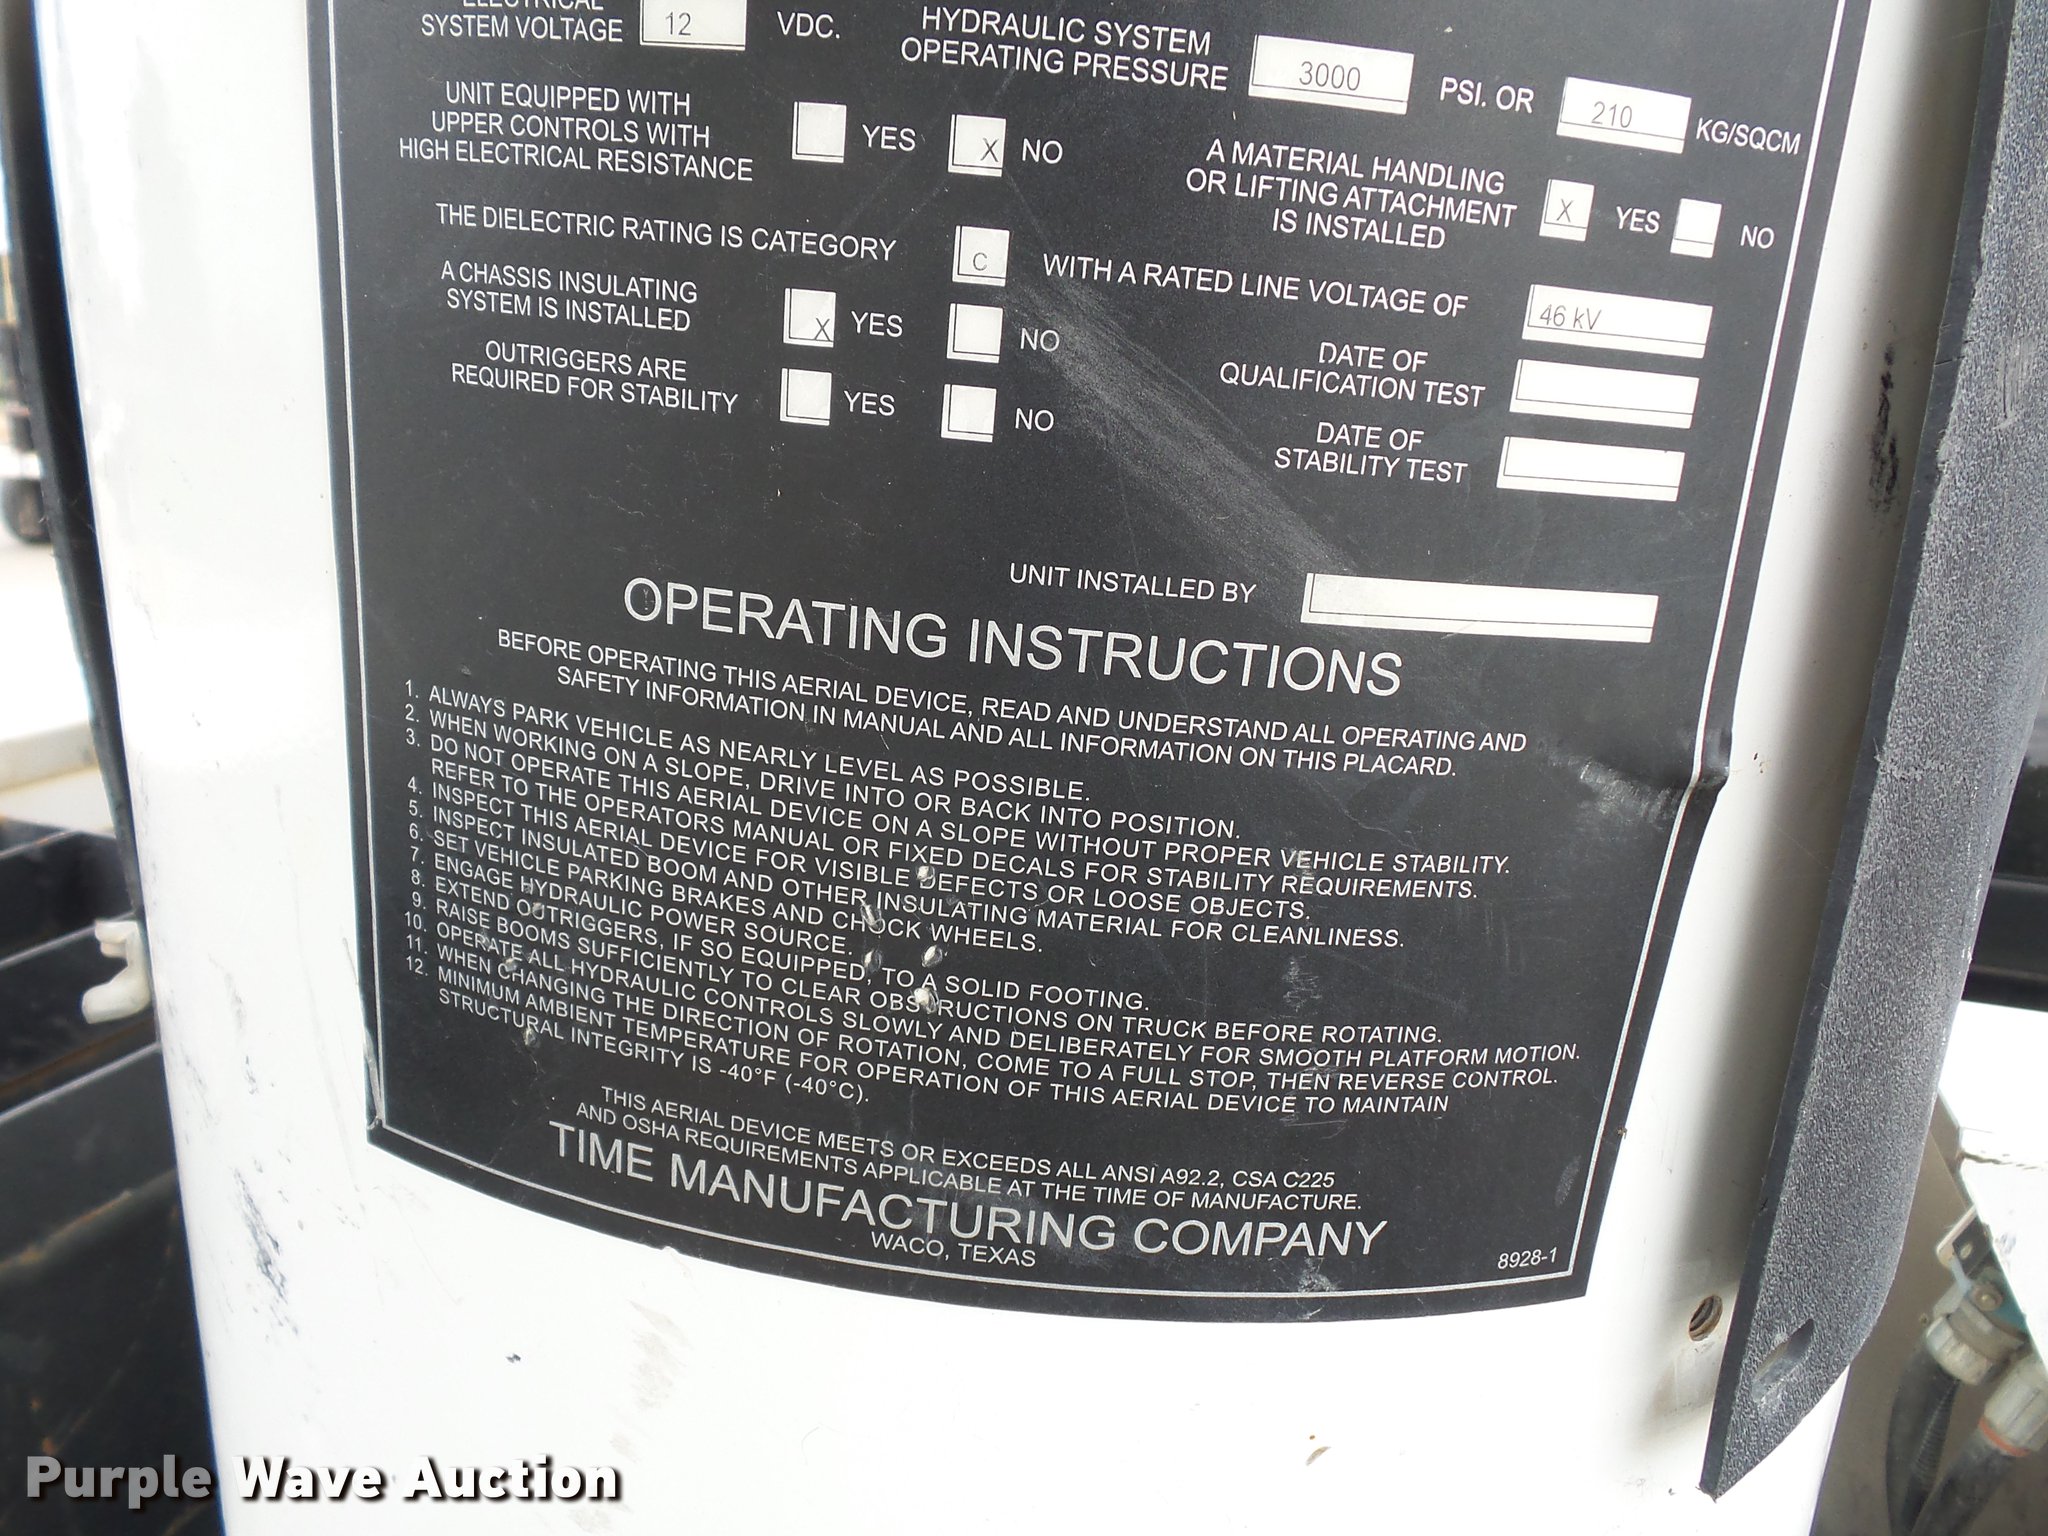 ELECTRICAL
SYSTEM VOLTAGE 12 VDC.
HYDRAULIC SYSTEM
OPERATING PRESSURE 3000 PSI. OR 210 KG/SQCM
UNIT EQUIPPED WITH
UPPER CONTROLS WITH
HIGH ELECTRICAL RESISTANCE YES X NO
A MATERIAL HANDLING
OR LIFTING ATTACHMENT
IS INSTALLED X YES NO
THE DIELECTRIC RATING IS CATEGORY C WITH A RATED LINE VOLTAGE OF 46 kV
A CHASSIS INSULATING
SYSTEM IS INSTALLED X YES NO
DATE OF
QUALIFICATION TEST
OUTRIGGERS ARE
REQUIRED FOR STABILITY YES NO
DATE OF
STABILITY TEST
UNIT INSTALLED BY
OPERATING INSTRUCTIONS
BEFORE OPERATING THIS AERIAL DEVICE, READ AND UNDERSTAND ALL OPERATING AND
SAFETY INFORMATION IN MANUAL AND ALL INFORMATION ON THIS PLACARD.
1. ALWAYS PARK VEHICLE AS NEARLY LEVEL AS POSSIBLE.
2. WHEN WORKING ON A SLOPE, DRIVE INTO OR BACK INTO POSITION.
3. DO NOT OPERATE THIS AERIAL DEVICE ON A SLOPE WITHOUT PROPER VEHICLE STABILITY.
REFER TO THE OPERATORS MANUAL OR FIXED DECALS FOR STABILITY REQUIREMENTS.
4. INSPECT THIS AERIAL DEVICE FOR VISIBLE DEFECTS OR LOOSE OBJECTS.
5. INSPECT INSULATED BOOM AND OTHER INSULATING MATERIAL FOR CLEANLINESS.
6. SET VEHICLE PARKING BRAKES AND CHOCK WHEELS.
7. ENGAGE HYDRAULIC POWER SOURCE.
8. EXTEND OUTRIGGERS, IF SO EQUIPPED, TO A SOLID FOOTING.
9. RAISE BOOMS SUFFICIENTLY TO CLEAR OBSTRUCTIONS ON TRUCK BEFORE ROTATING.
10. OPERATE ALL HYDRAULIC CONTROLS SLOWLY AND DELIBERATELY FOR SMOOTH PLATFORM MOTION.
11. WHEN CHANGING THE DIRECTION OF ROTATION, COME TO A FULL STOP, THEN REVERSE CONTROL.
12. MINIMUM AMBIENT TEMPERATURE FOR OPERATION OF THIS AERIAL DEVICE TO MAINTAIN
STRUCTURAL INTEGRITY IS -40°F (-40°C).
THIS AERIAL DEVICE MEETS OR EXCEEDS ALL ANSI A92.2, CSA C225
AND OSHA REQUIREMENTS APPLICABLE AT THE TIME OF MANUFACTURE.
TIME MANUFACTURING COMPANY
WACO, TEXAS
8928-1
Purple Wave Auction